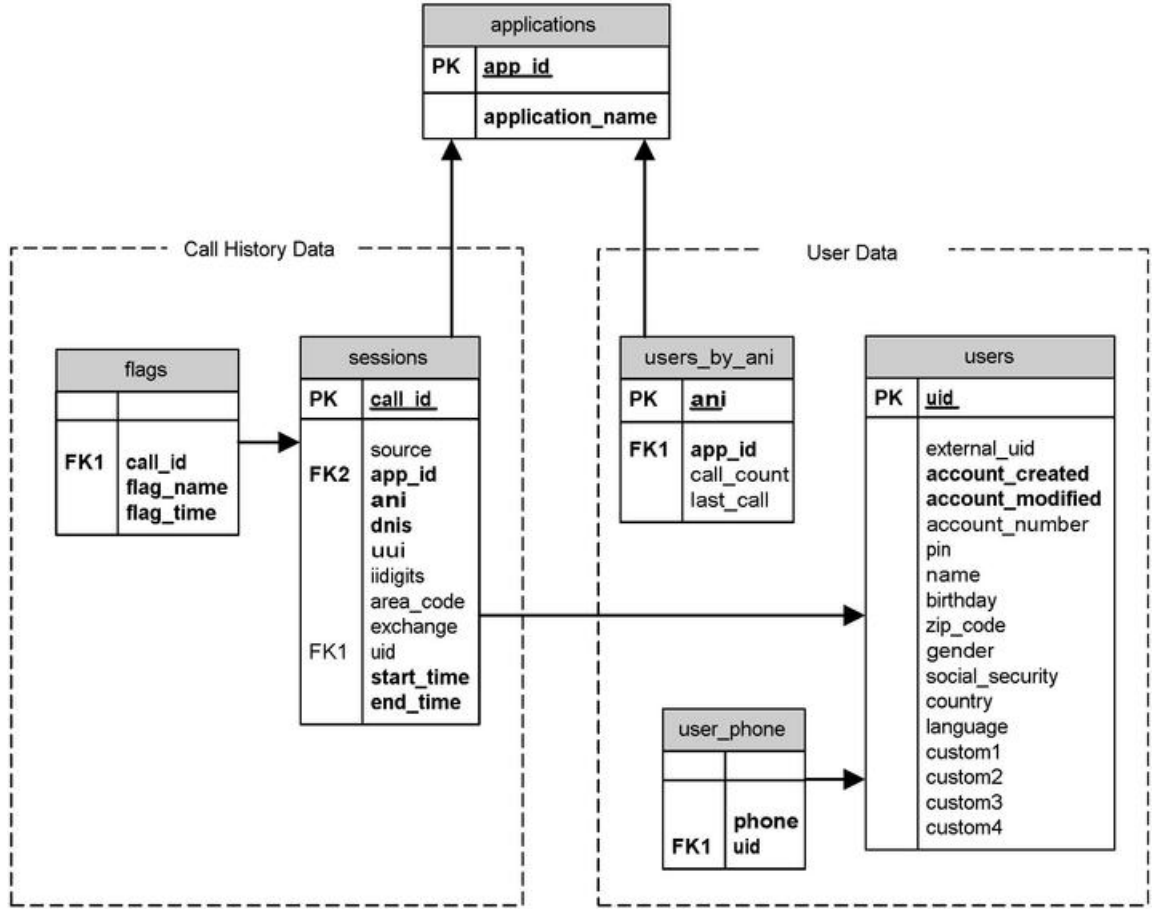 applications
PK app_id
application_name
Call History Data
User Data
flags
FK1 call_id
flag_name
flag_time
sessions
PK call_id
source
FK2 app_id
ani
dnis
uui
iidigits
area_code
exchange
FK1 uid
start_time
end_time
users_by_ani
PK ani
FK1 app_id
call_count
last_call
users
PK uid
external_uid
account_created
account_modified
account_number
pin
name
birthday
zip_code
gender
social_security
country
language
custom1
custom2
custom3
custom4
user_phone
phone
FK1 uid